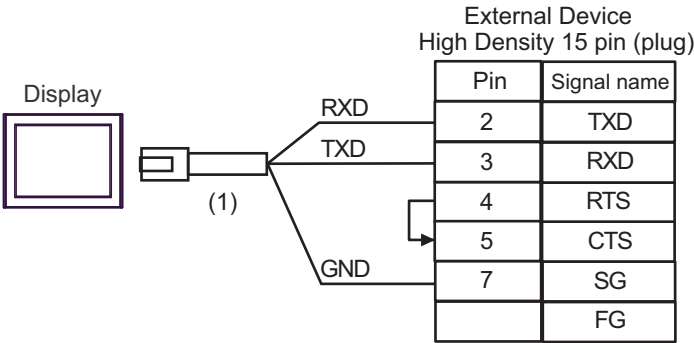 External Device
High Density 15 pin (plug)
Display
Pin Signal name
RXD 2 TXD
TXD 3 RXD
(1) 4 RTS
5 CTS
GND 7 SG
FG